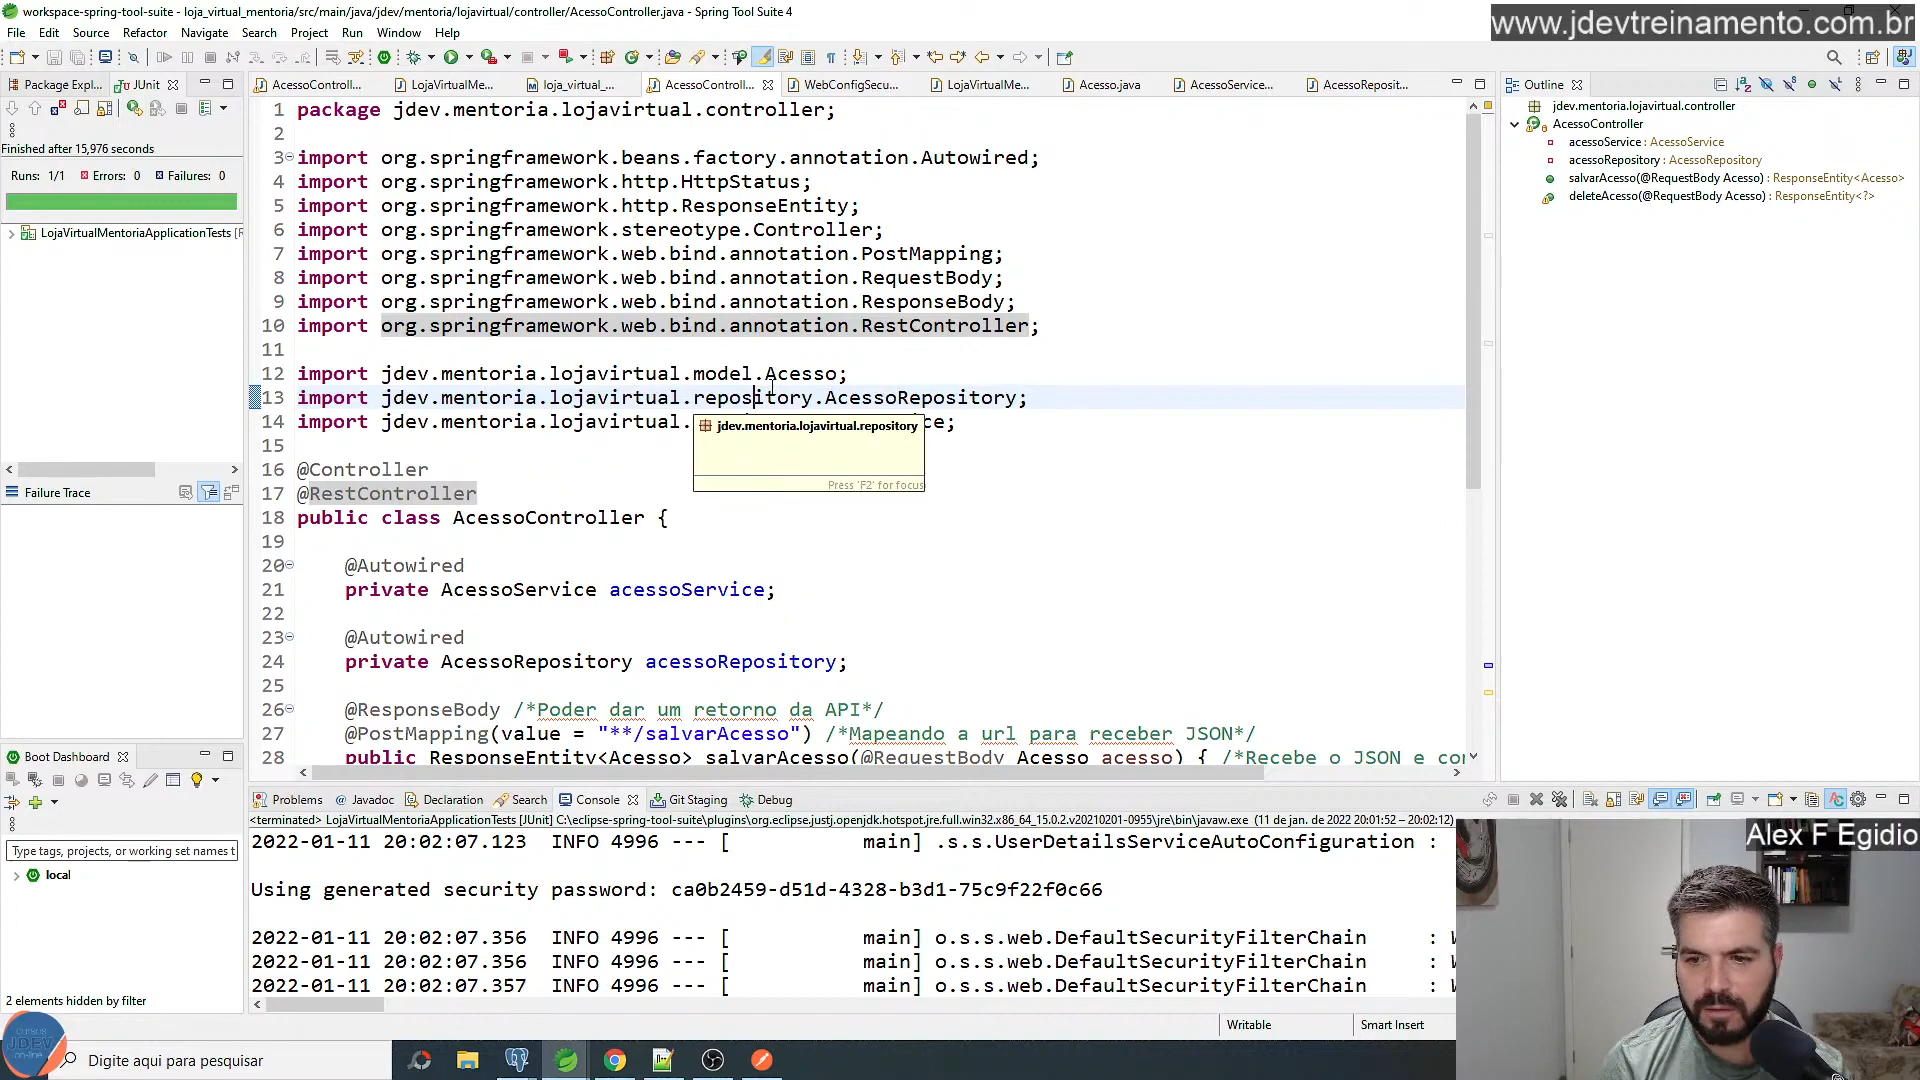 workspace-spring-tool-suite - loja_virtual_mentoria/src/main/java/jdev/mentoria/lojavirtual/controller/AcessoController.java - Spring Tool Suite 4
www.jdevtreinamento.com.br
File Edit Source Refactor Navigate Search Project Run Window Help
Package Expl... JUnit
AcessoControll... LojaVirtualMe... loja_virtual_... AcessoControll... WebConfigSecu... LojaVirtualMe... Acesso.java AcessoService... AcessoReposit...
Outline
Finished after 15,976 seconds
Runs: 1/1 Errors: 0 Failures: 0
LojaVirtualMentoriaApplicationTests [R
Failure Trace
1 package jdev.mentoria.lojavirtual.controller;
2
3 import org.springframework.beans.factory.annotation.Autowired;
4 import org.springframework.http.HttpStatus;
5 import org.springframework.http.ResponseEntity;
6 import org.springframework.stereotype.Controller;
7 import org.springframework.web.bind.annotation.PostMapping;
8 import org.springframework.web.bind.annotation.RequestBody;
9 import org.springframework.web.bind.annotation.ResponseBody;
10 import org.springframework.web.bind.annotation.RestController;
11
12 import jdev.mentoria.lojavirtual.model.Acesso;
13 import jdev.mentoria.lojavirtual.repository.AcessoRepository;
14 import jdev.mentoria.lojavirtual. ce;
jdev.mentoria.lojavirtual.repository
Press 'F2' for focus
15
16 @Controller
17 @RestController
18 public class AcessoController {
19
20 @Autowired
21 private AcessoService acessoService;
22
23 @Autowired
24 private AcessoRepository acessoRepository;
25
26 @ResponseBody /*Poder dar um retorno da API*/
27 @PostMapping(value = "**/salvarAcesso") /*Mapeando a url para receber JSON*/
28 public ResponseEntity<Acesso> salvarAcesso(@RequestBody Acesso acesso) { /*Recebe o JSON e con
jdev.mentoria.lojavirtual.controller
AcessoController
acessoService : AcessoService
acessoRepository : AcessoRepository
salvarAcesso(@RequestBody Acesso) : ResponseEntity<Acesso>
deleteAcesso(@RequestBody Acesso) : ResponseEntity<?>
Boot Dashboard
Type tags, projects, or working set names t
local
2 elements hidden by filter
Problems Javadoc Declaration Search Console Git Staging Debug
<terminated> LojaVirtualMentoriaApplicationTests [JUnit] C:\eclipse-spring-tool-suite\plugins\org.eclipse.justj.openjdk.hotspot.jre.full.win32.x86_64_15.0.2.v20210201-0955\jre\bin\javaw.exe (11 de jan. de 2022 20:01:52 – 20:02:12)
2022-01-11 20:02:07.123 INFO 4996 --- [ main] .s.s.UserDetailsServiceAutoConfiguration :
Using generated security password: ca0b2459-d51d-4328-b3d1-75c9f22f0c66
2022-01-11 20:02:07.356 INFO 4996 --- [ main] o.s.s.web.DefaultSecurityFilterChain : W
2022-01-11 20:02:07.356 INFO 4996 --- [ main] o.s.s.web.DefaultSecurityFilterChain : W
2022-01-11 20:02:07.357 INFO 4996 --- [ main] o.s.s.web.DefaultSecurityFilterChain : W
Alex F Egidio
Writable Smart Insert
cursos
JDEV
on-line
Digite aqui para pesquisar